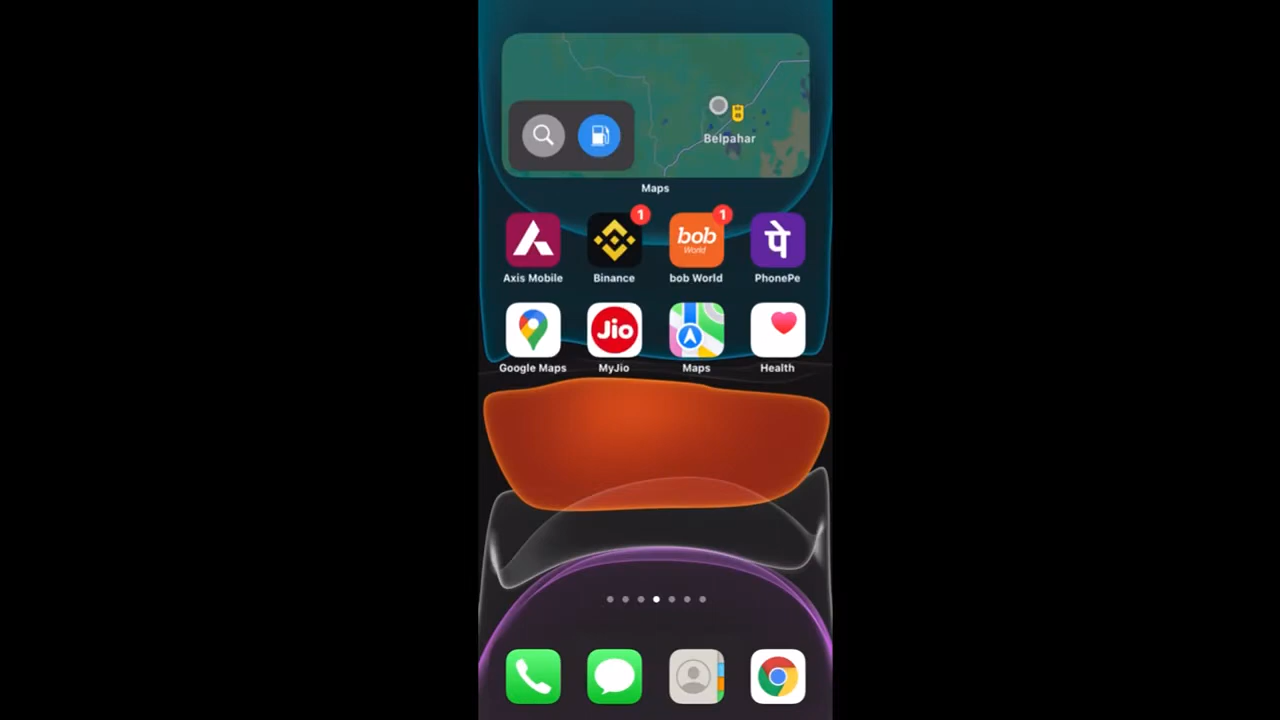 Belpahar
Maps
1
1
bob
World
पे
Axis Mobile
Binance
bob World
PhonePe
Jio
Google Maps
MyJio
Maps
Health